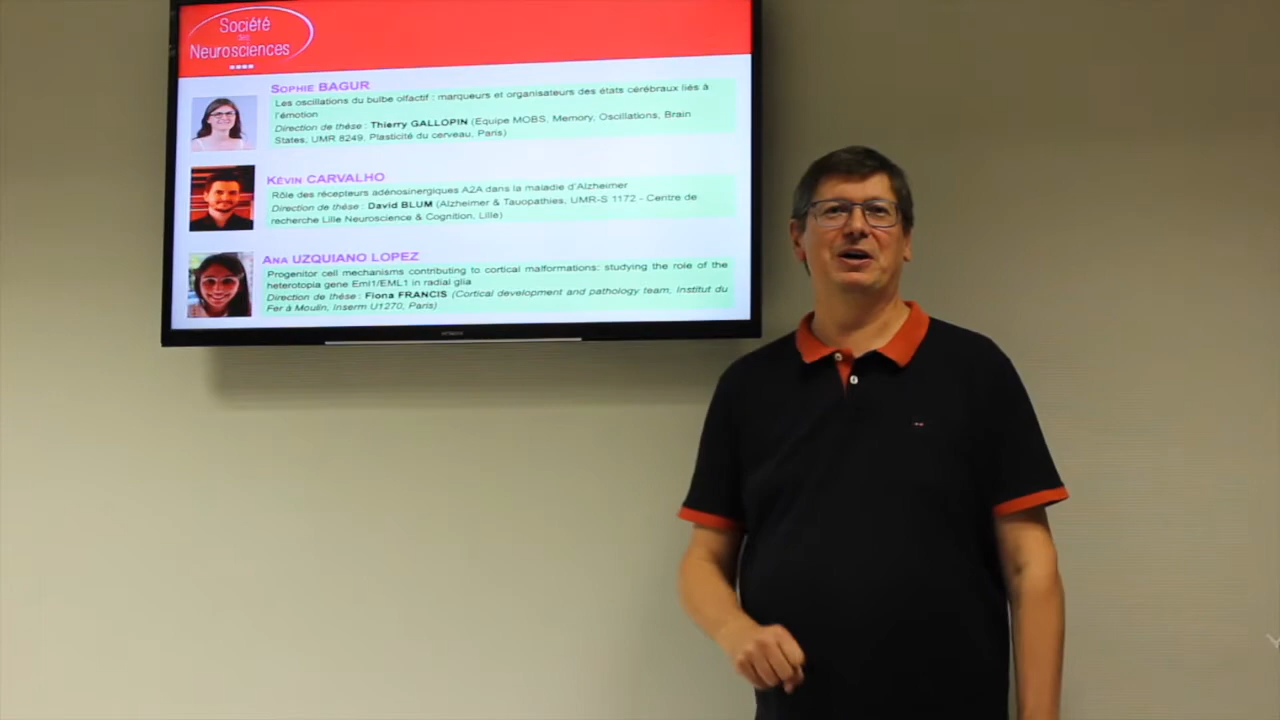 Société
des
Neurosciences
SOPHIE BAGUR
Les oscillations du bulbe olfactif : marqueurs et organisateurs des états cérébraux liés à
l'émotion
Direction de thèse : Thierry GALLOPIN (Equipe MOBS, Memory, Oscillations, Brain
States, UMR 8249, Plasticité du cerveau, Paris)
KÉVIN CARVALHO
Rôle des récepteurs adénosinergiques A2A dans la maladie d'Alzheimer
Direction de thèse : David BLUM (Alzheimer & Tauopathies, UMR-S 1172 - Centre de
recherche Lille Neuroscience & Cognition, Lille)
ANA UZQUIANO LOPEZ
Progenitor cell mechanisms contributing to cortical malformations: studying the role of the
heterotopia gene Eml1/EML1 in radial glia
Direction de thèse : Fiona FRANCIS (Cortical development and pathology team, Institut du
Fer à Moulin, Inserm U1270, Paris)
HITACHI